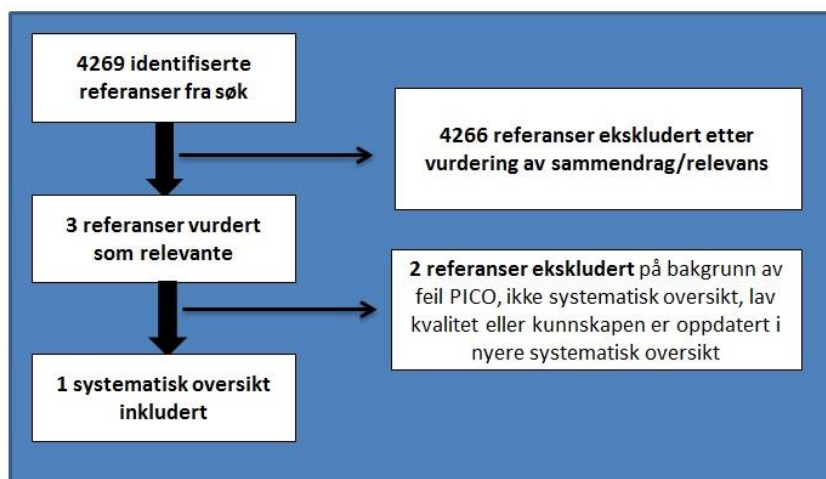 4269 identifiserte
referanser fra søk
4266 referanser ekskludert etter
vurdering av sammendrag/relevans
3 referanser vurdert
som relevante
2 referanser ekskludert på bakgrunn av
feil PICO, ikke systematisk oversikt, lav
kvalitet eller kunnskapen er oppdatert i
nyere systematisk oversikt
1 systematisk oversikt
inkludert